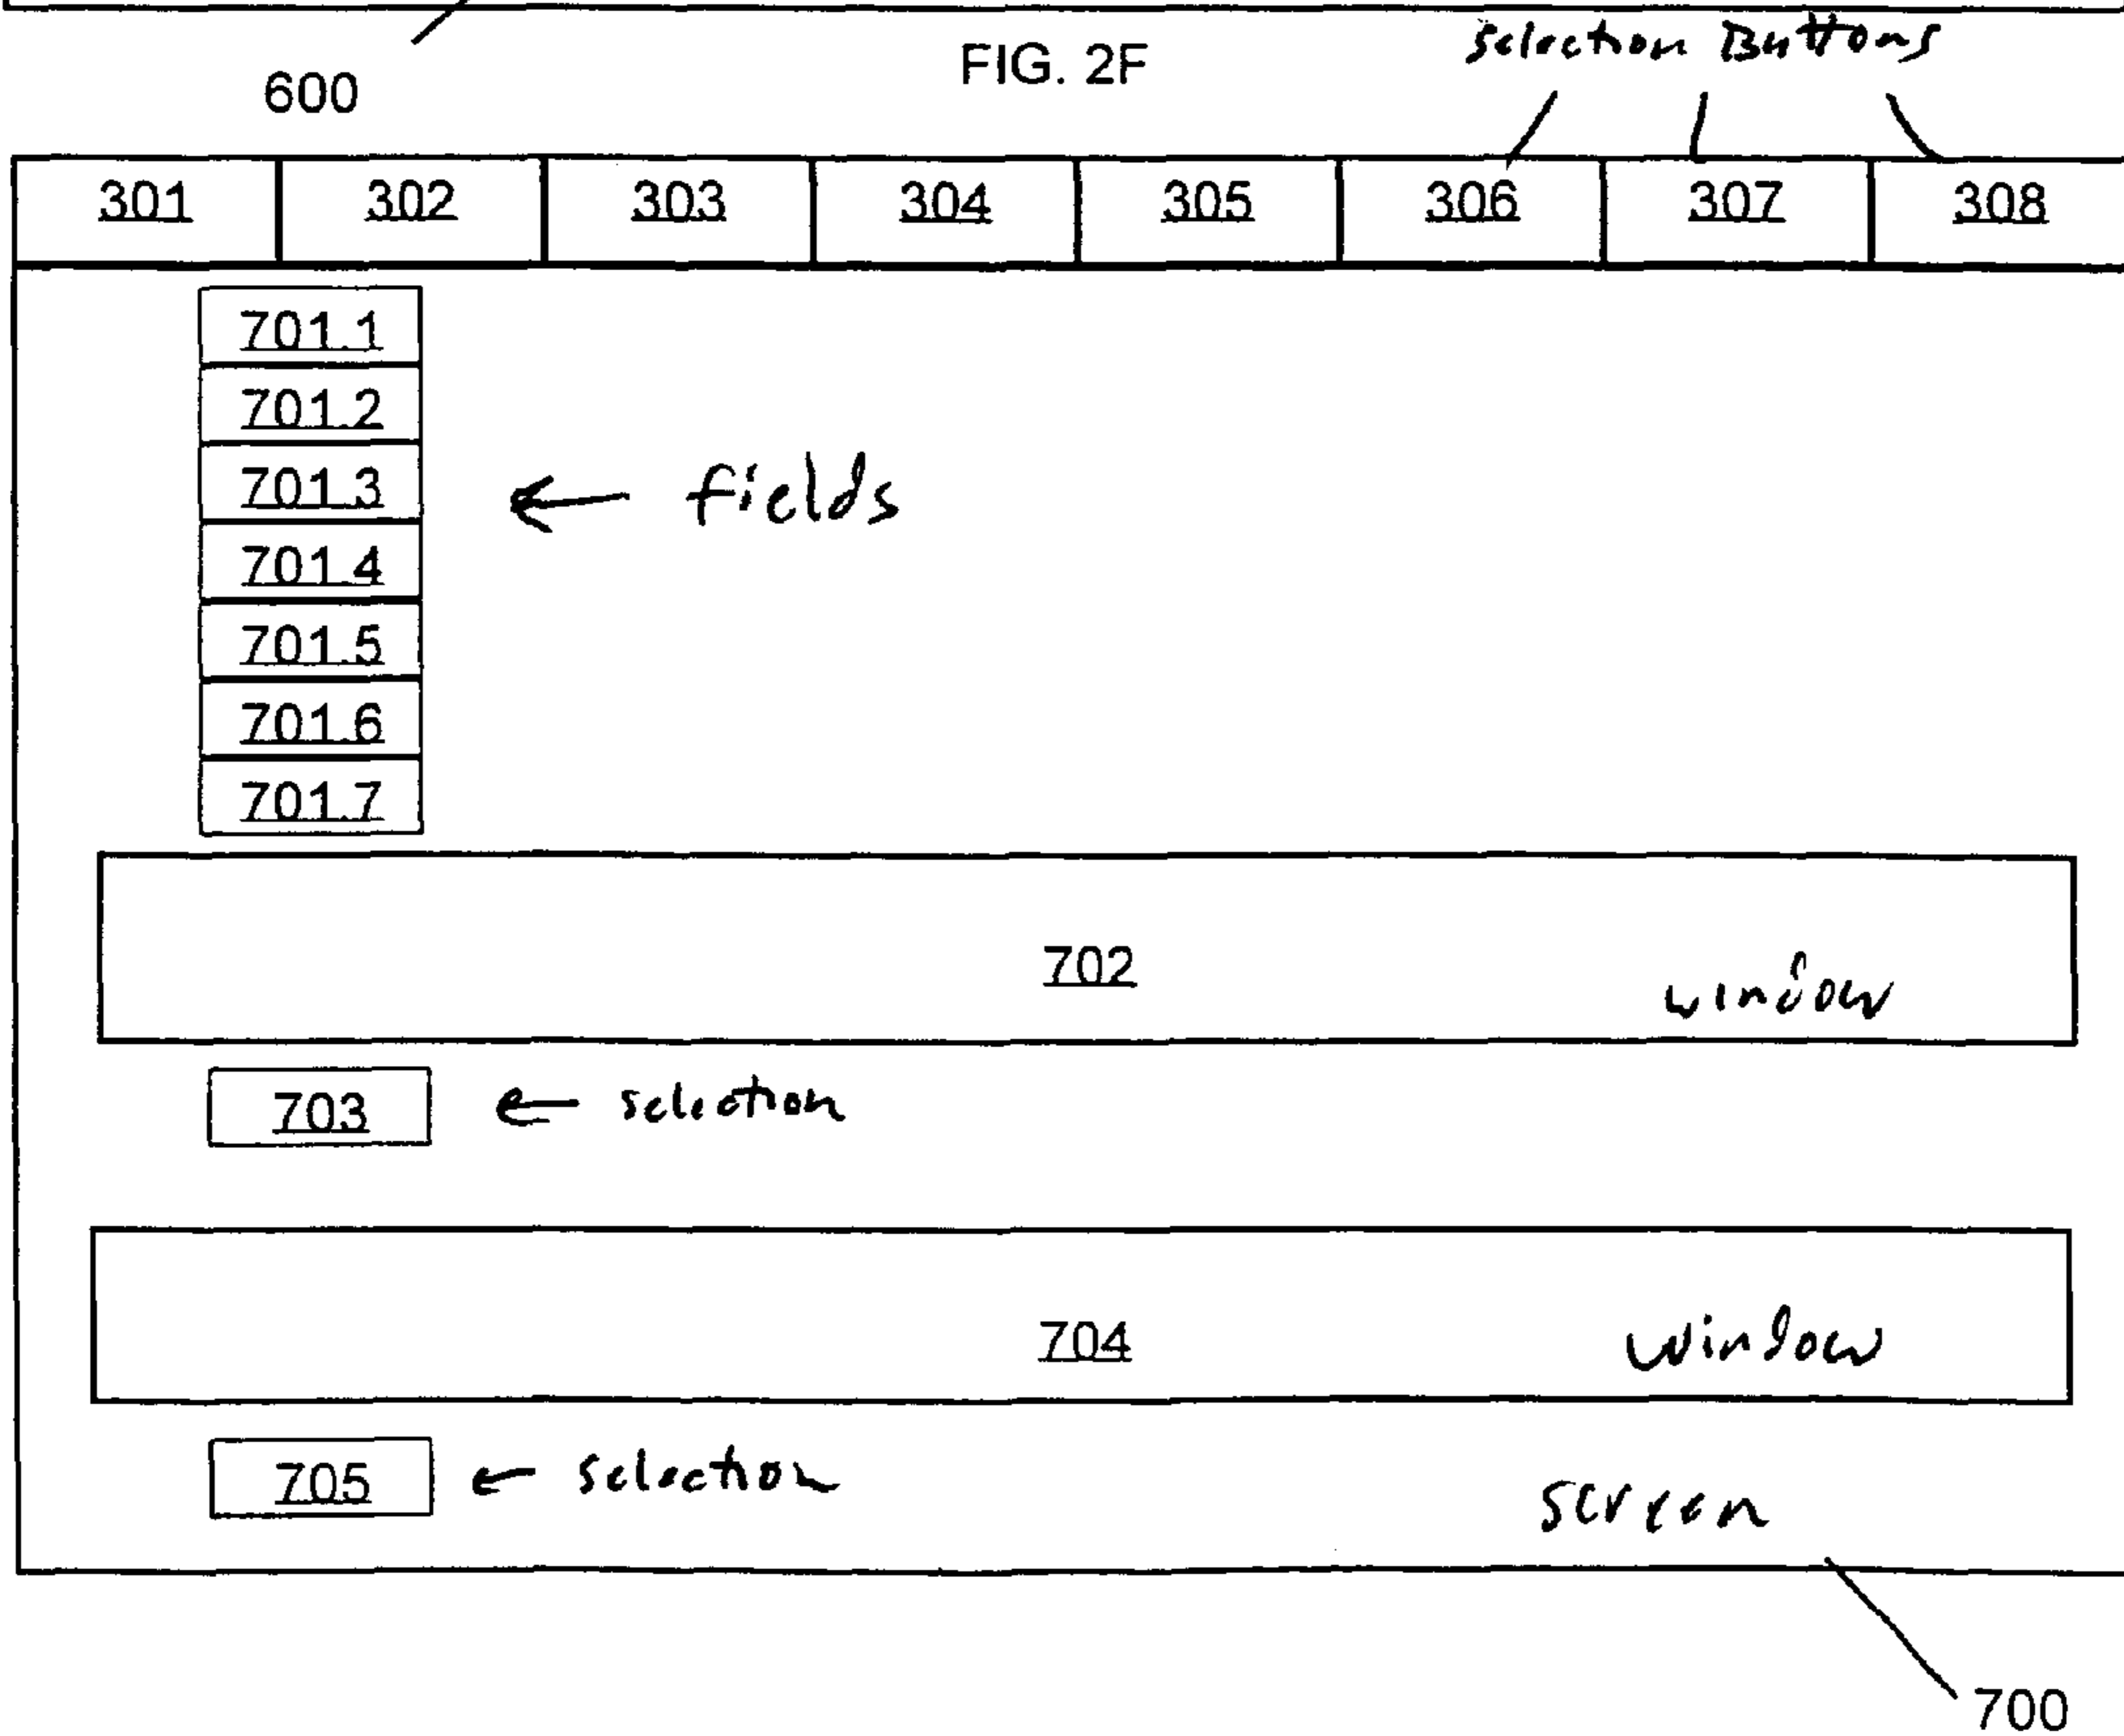 selection Buttons
FIG. 2F
600
301 302 303 304 305 306 307 308
701.1
701.2
701.3 fields
701.4
701.5
701.6
701.7
702
window
703 selection
704 window
705 selection
screen
700